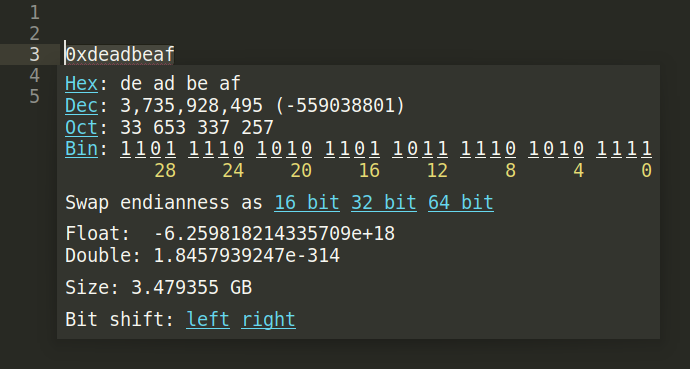 1
2
3 0xdeadbeaf
4
5
Hex: de ad be af
Dec: 3,735,928,495 (-559038801)
Oct: 33 653 337 257
Bin: 1101 1110 1010 1101 1011 1110 1010 1111
28 24 20 16 12 8 4 0
Swap endianness as 16 bit 32 bit 64 bit
Float: -6.259818214335709e+18
Double: 1.8457939247e-314
Size: 3.479355 GB
Bit shift: left right